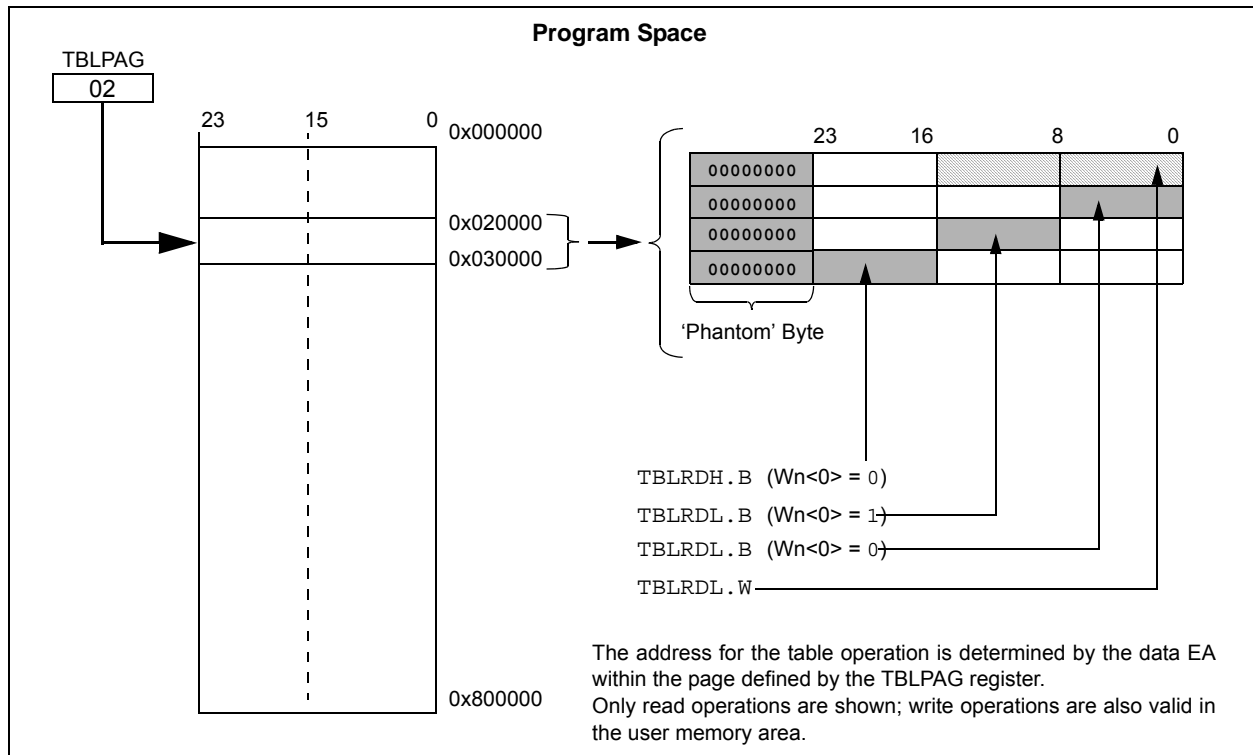 Program Space
TBLPAG
02
23 15 0
0x000000
0x020000
0x030000
0x800000
23 16 8 0
00000000
00000000
00000000
00000000
‘Phantom’ Byte
TBLRDH.B (Wn<0> = 0)
TBLRDL.B (Wn<0> = 1)
TBLRDL.B (Wn<0> = 0)
TBLRDL.W
The address for the table operation is determined by the data EA
within the page defined by the TBLPAG register.
Only read operations are shown; write operations are also valid in
the user memory area.